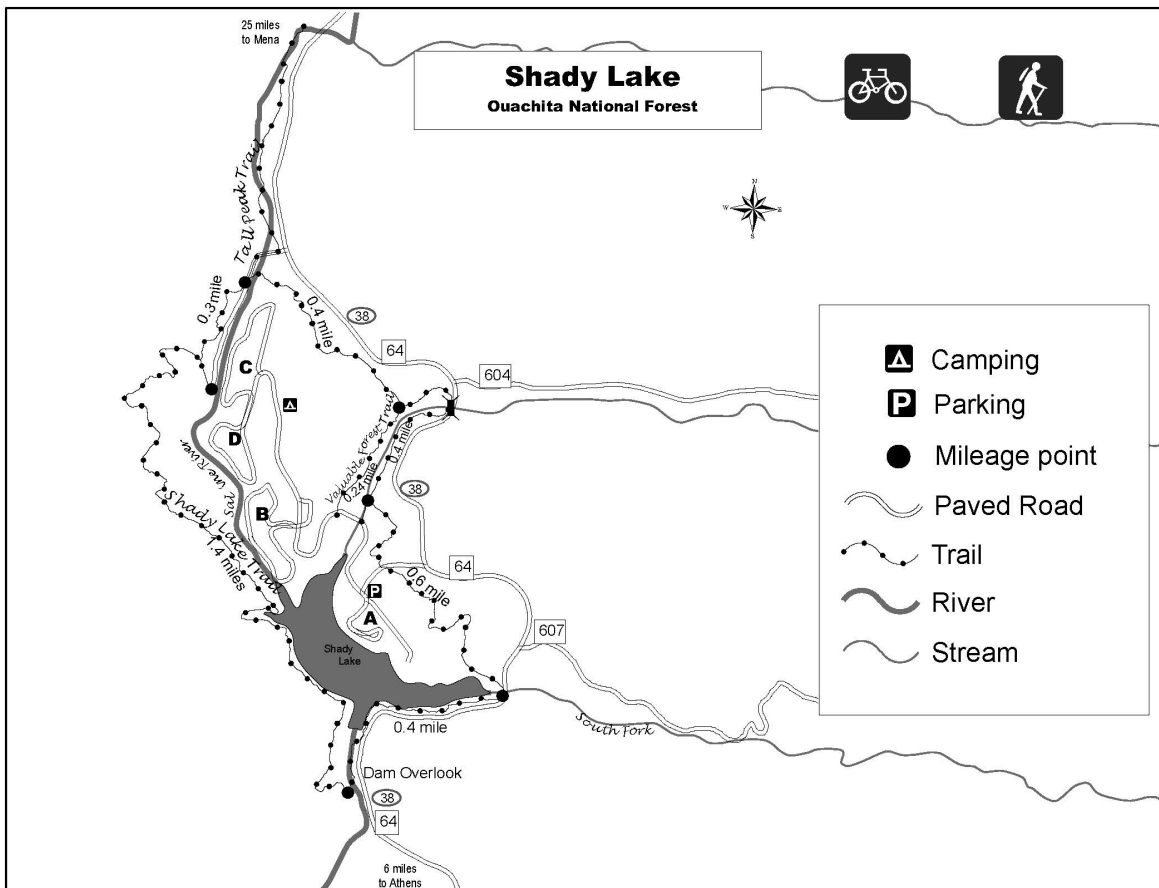 25 miles
to Mena
Shady Lake
Ouachita National Forest
N
W
E
S
Tall peak Trail
0.3 mile
0.4 mile
38
64
604
C
D
Valuable Forest Trail
0.4 mile
0.24 mile
38
B
Saline River
Shady Lake Trail
1.4 miles
64
0.6 mile
P
A
607
Shady
Lake
0.4 mile
South Fork
Dam Overlook
38
64
6 miles
to Athens
Camping
P Parking
Mileage point
Paved Road
Trail
River
Stream